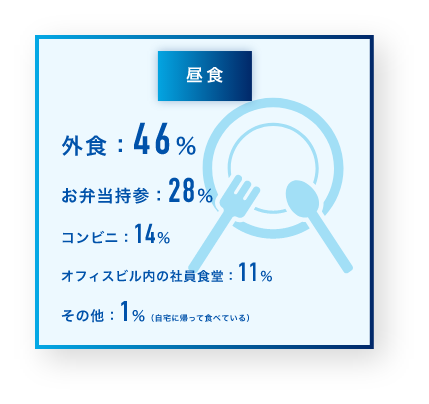 昼食
外食：46%
お弁当持参：28%
コンビニ：14%
オフィスビル内の社員食堂：11%
その他：1%（自宅に帰って食べている）